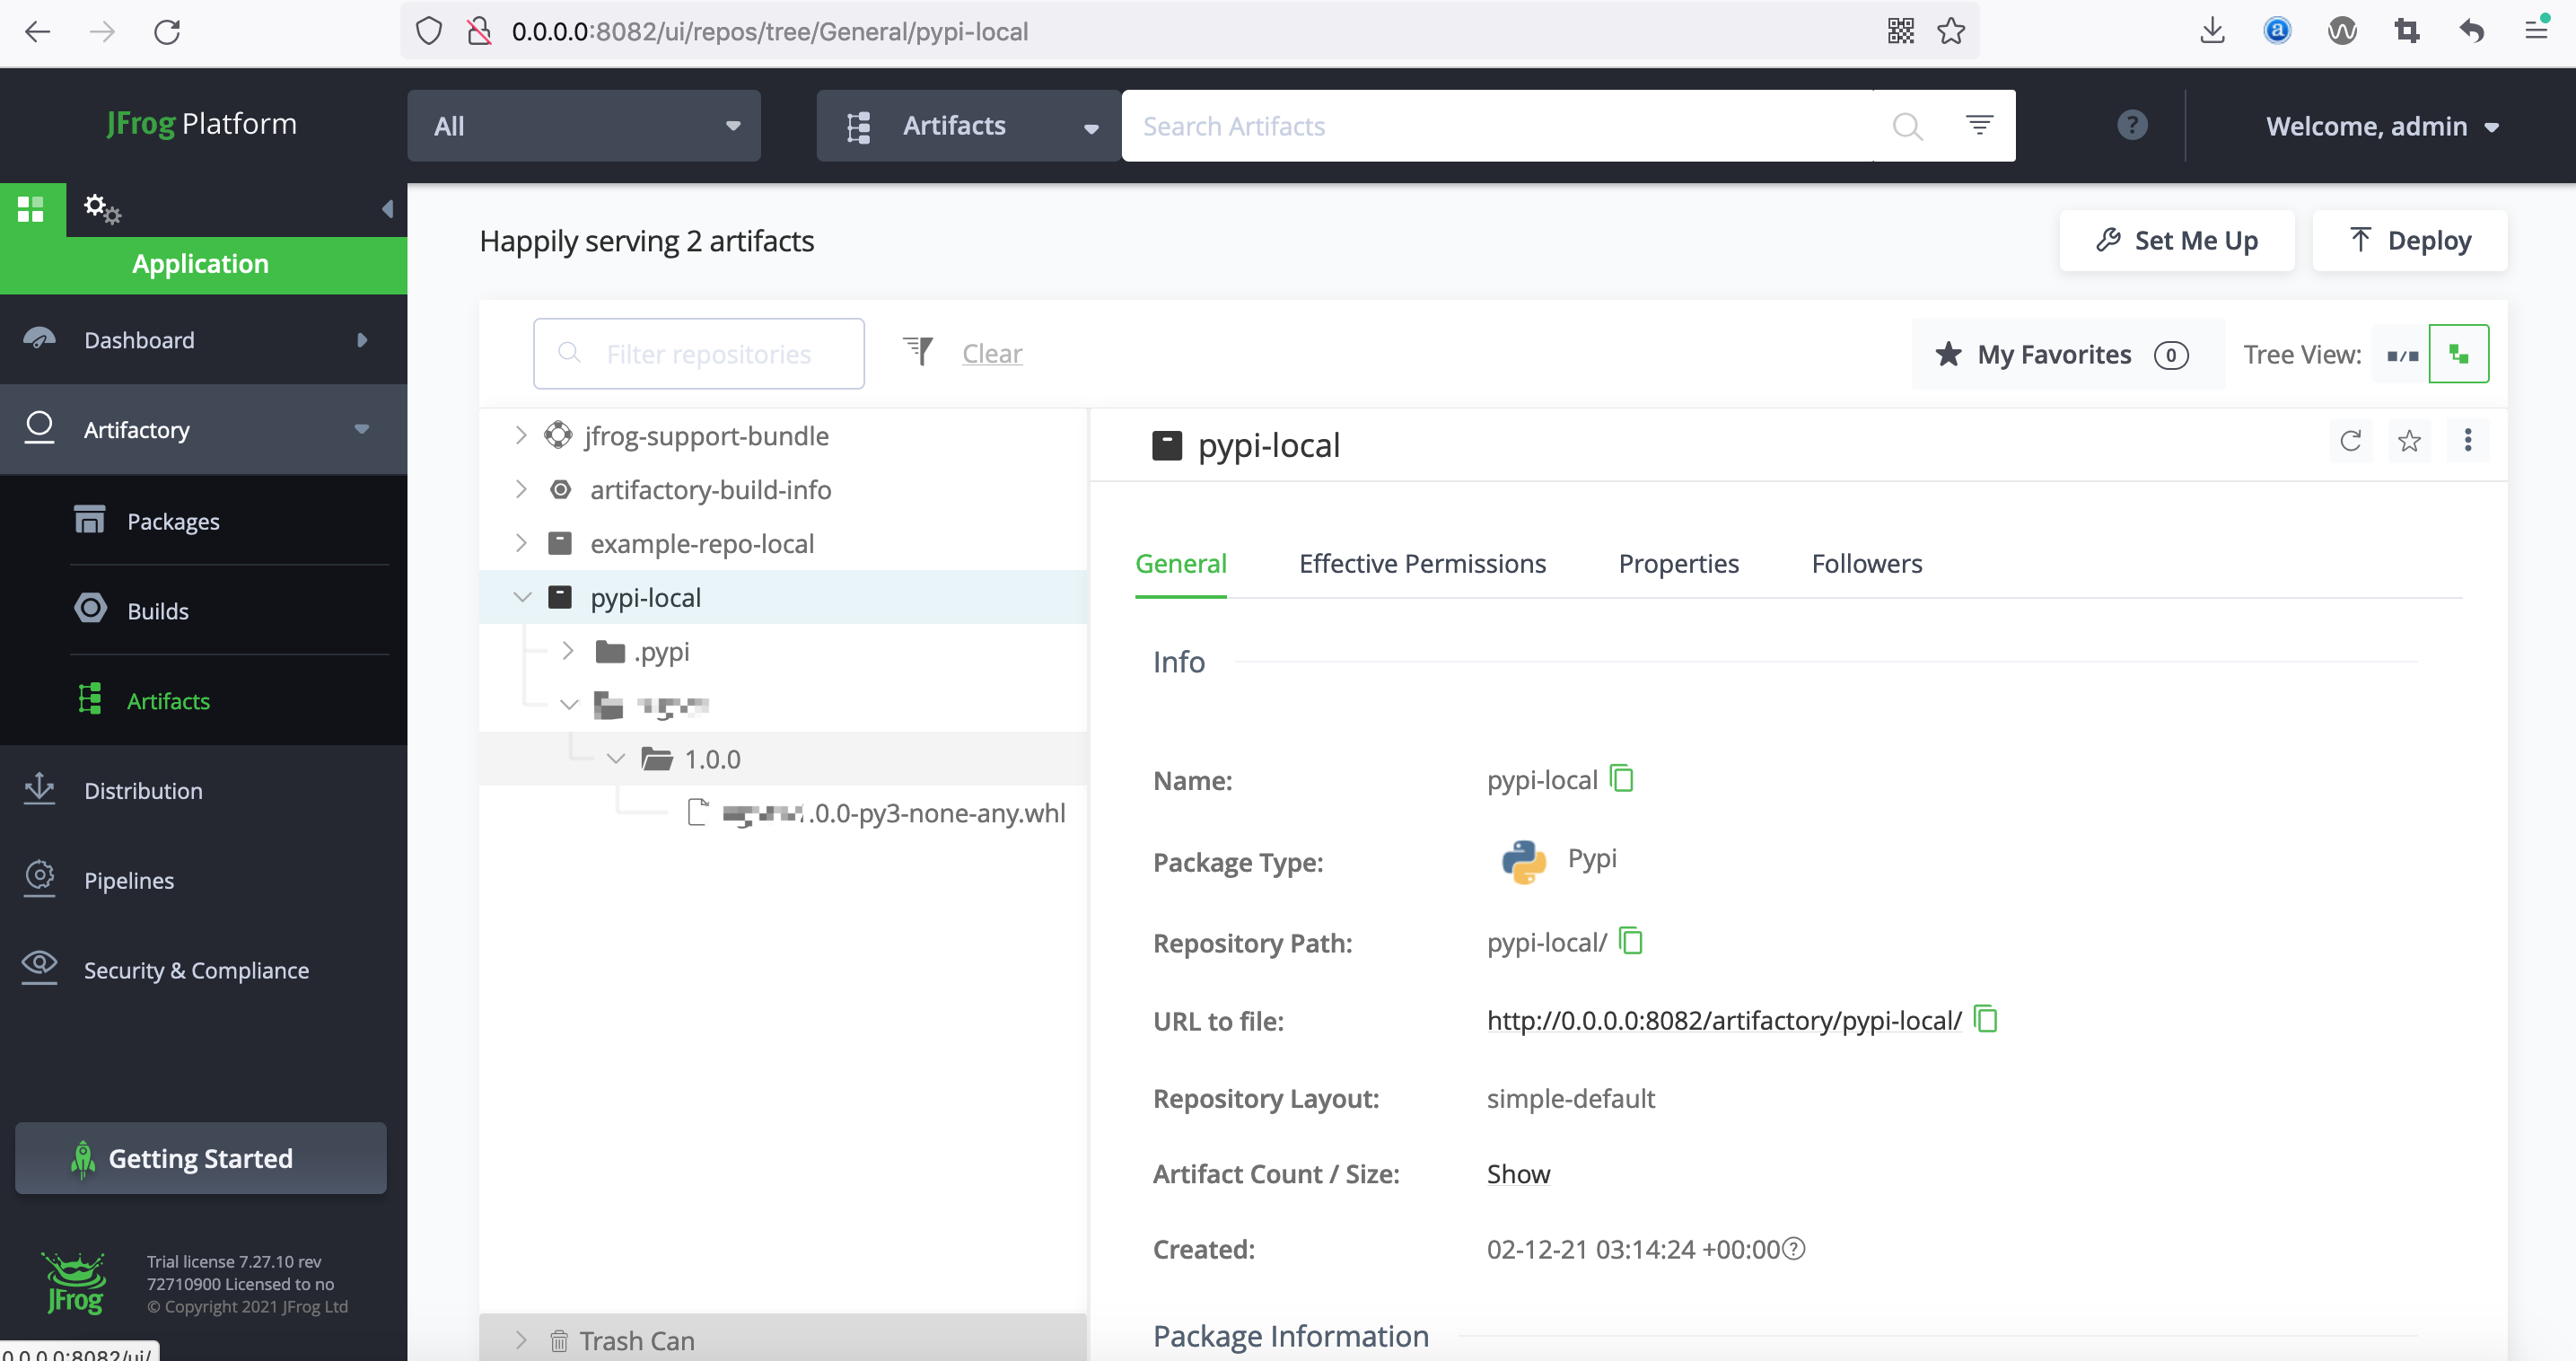 0.0.0.0:8082/ui/repos/tree/General/pypi-local
JFrog Platform
All
Artifacts
Search Artifacts
Welcome, admin
Application
Happily serving 2 artifacts
Set Me Up
Deploy
Dashboard
Filter repositories
Clear
My Favorites 0
Tree View:
Artifactory
Packages
Builds
Artifacts
Distribution
Pipelines
Security & Compliance
Getting Started
JFrog
Trial license 7.27.10 rev
72710900 Licensed to no
© Copyright 2021 JFrog Ltd
0.0.0.0:8082/ui/
jfrog-support-bundle
artifactory-build-info
example-repo-local
pypi-local
.pypi
1.0.0
.0.0-py3-none-any.whl
Trash Can
pypi-local
General
Effective Permissions
Properties
Followers
Info
Name: pypi-local
Package Type: Pypi
Repository Path: pypi-local/
URL to file: http://0.0.0.0:8082/artifactory/pypi-local/
Repository Layout: simple-default
Artifact Count / Size: Show
Created: 02-12-21 03:14:24 +00:00
Package Information